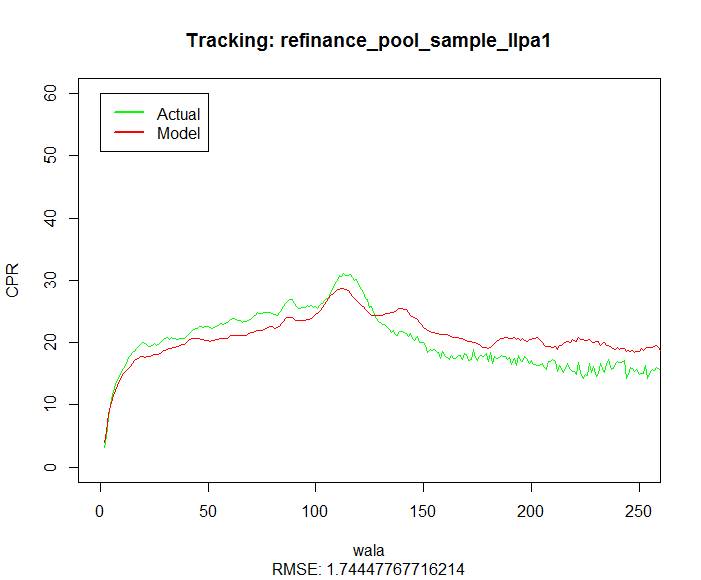 Tracking: refinance_pool_sample_llpa1
Actual
Model
60
50
40
30
20
10
0
CPR
0 50 100 150 200 250
wala
RMSE: 1.74447767716214